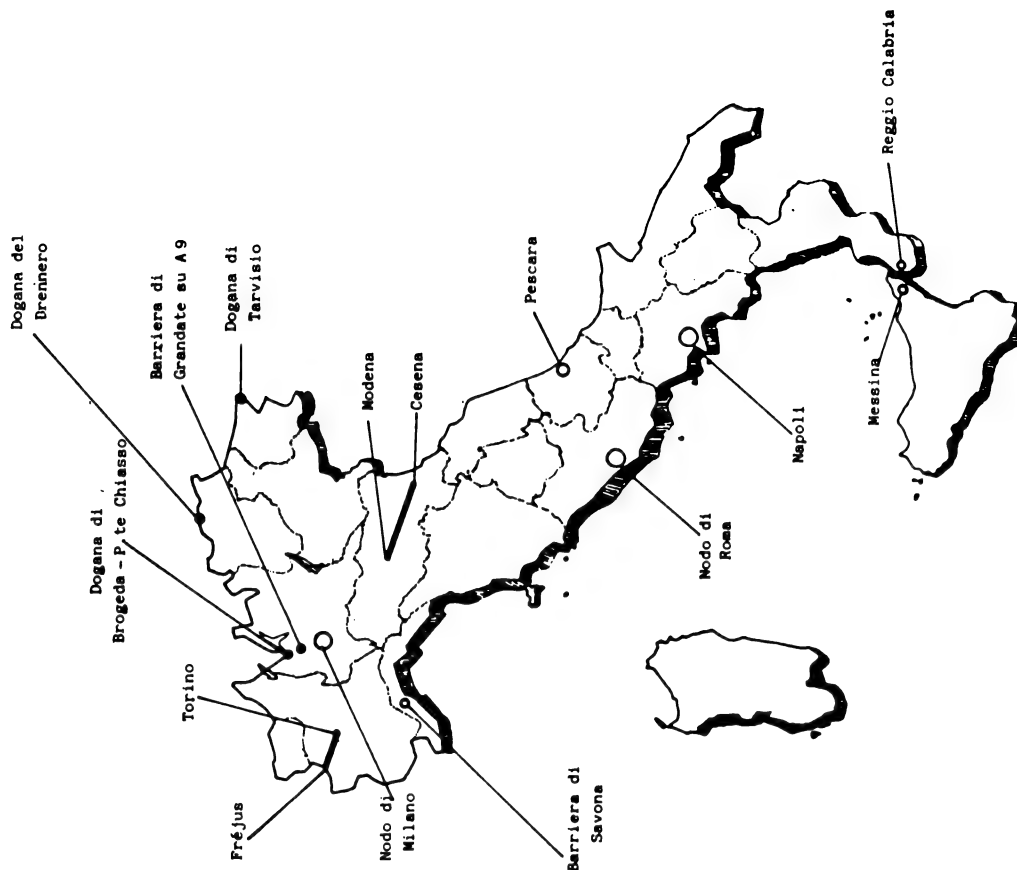 Dogana del
Drennero
Barriera di
Grandate su A9
Dogana di
Tarvisio
Dogana di
Brogeda - P.te Chiasso
Modena
Cesena
Torino
Fréjus
Pescara
Nodo di
Milano
Barriera di
Savona
Nodo di
Roma
Napoli
Messina
Reggio Calabria